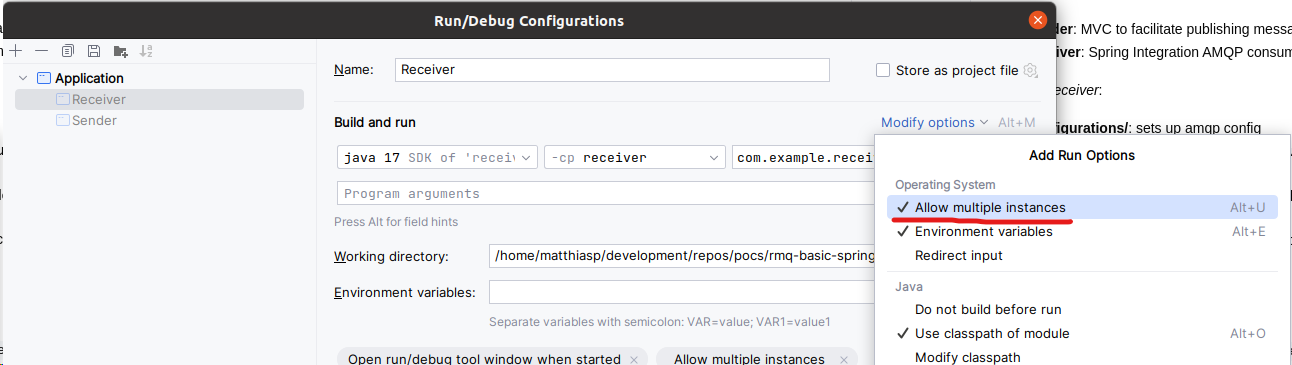 Run/Debug Configurations
der: MVC to facilitate publishing messa
iver: Spring Integration AMQP consum
eceiver:
figurations/: sets up amqp config
Application
Receiver
Sender
Name:
Receiver
Store as project file
Build and run
Modify options
Alt+M
java 17 SDK of 'receiv
-cp receiver
com.example.recei
Program arguments
Press Alt for field hints
Working directory:
/home/matthiasp/development/repos/pocs/rmq-basic-spring
Environment variables:
Separate variables with semicolon: VAR=value; VAR1=value1
Open run/debug tool window when started ×
Allow multiple instances ×
Add Run Options
Operating System
Allow multiple instances
Alt+U
Environment variables
Alt+E
Redirect input
Java
Do not build before run
Use classpath of module
Alt+O
Modify classpath